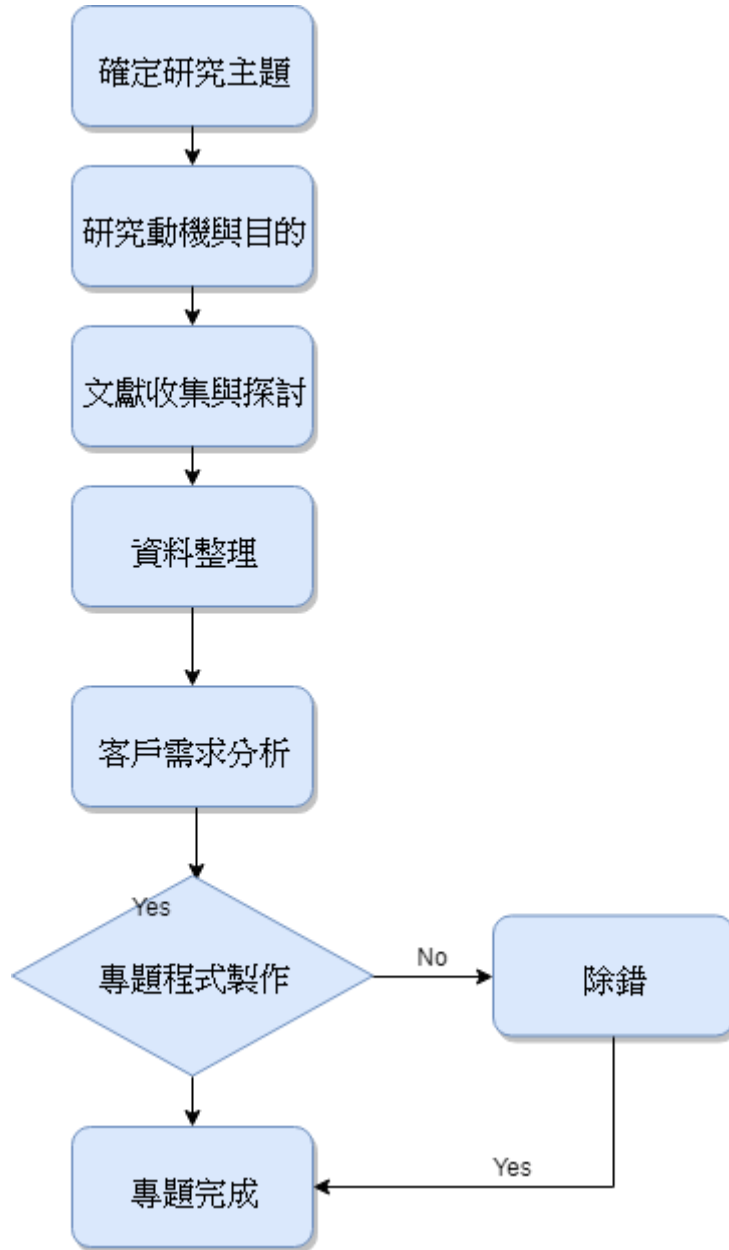 確定研究主題
研究動機與目的
文獻收集與探討
資料整理
客戶需求分析
Yes
專題程式製作
No
除錯
Yes
專題完成